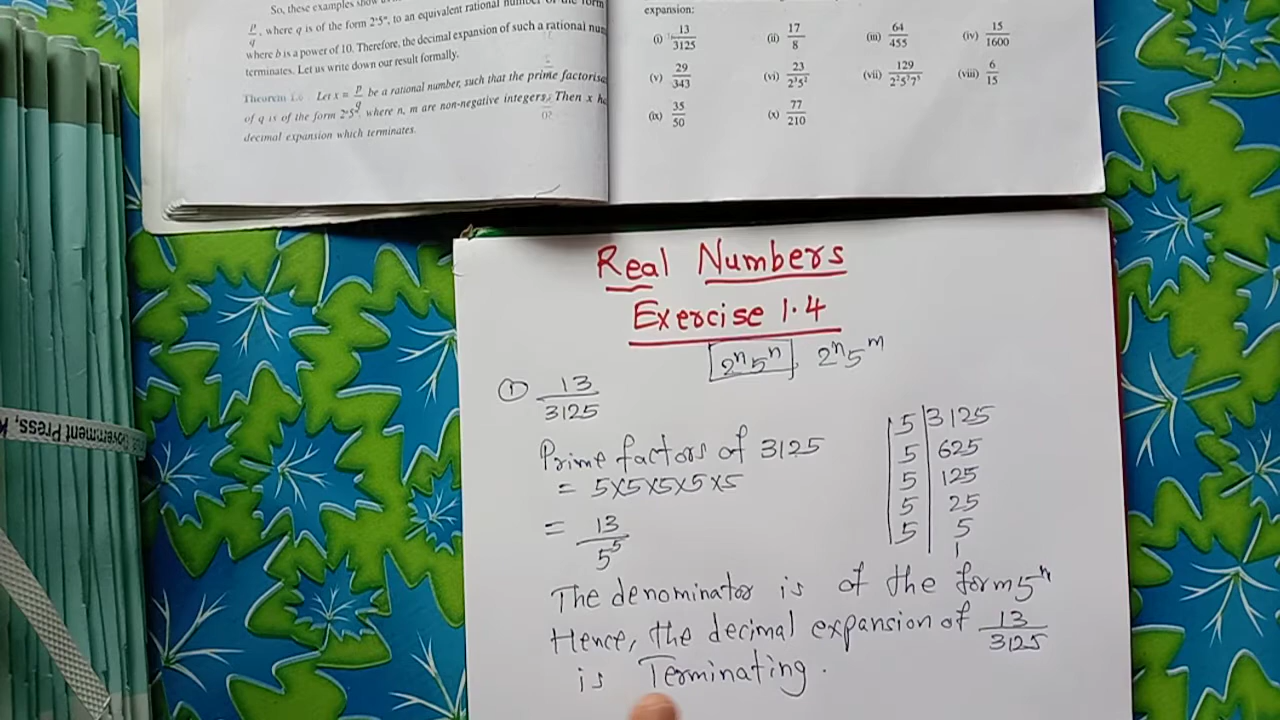 So, these examples show
p/q, where q is of the form 2ⁿ5ᵐ, to an equivalent rational number of the form
where b is a power of 10. Therefore, the decimal expansion of such a rational
terminates. Let us write down our result formally.
Theorem 1.6 Let x = p/q be a rational number, such that the prime
of q is of the form 2ⁿ5ᵐ, where n, m are non-negative integers. Then x
decimal expansion which terminates.
expansion:
(i) 13/3125 (ii) 17/8 (iii) 64/455 (iv) 15/1600
(v) 29/343 (vi) 23/2³5² (vii) 129/2²5⁷7⁵ (viii) 6/15
(ix) 35/50 (x) 77/210
Real Numbers
Exercise 1.4
2ⁿ5ⁿ, 2ⁿ5ᵐ
① 13/3125
Prime factors of 3125
= 5×5×5×5×5
= 13/5⁵
5 | 3125
5 | 625
5 | 125
5 | 25
5 | 5
1
The denominator is of the form 5ⁿ
Hence, the decimal expansion of 13/3125
is Terminating.
Government Press,